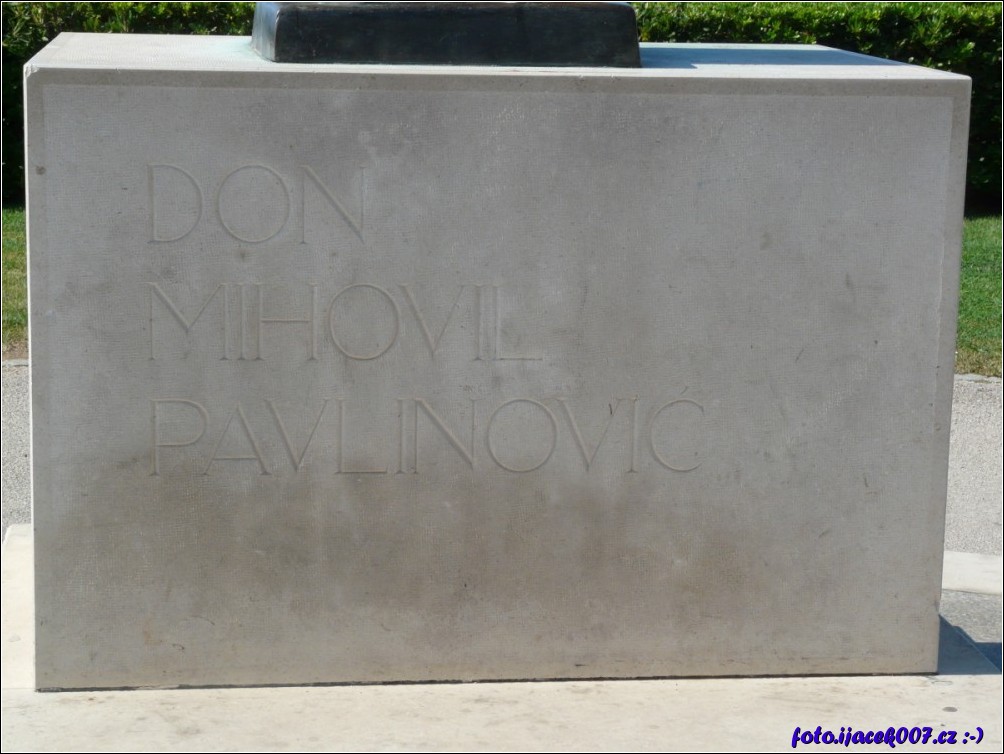 DON
MIHOVIL
PAVLINOVIĆ
foto.ijacek007.cz :-)